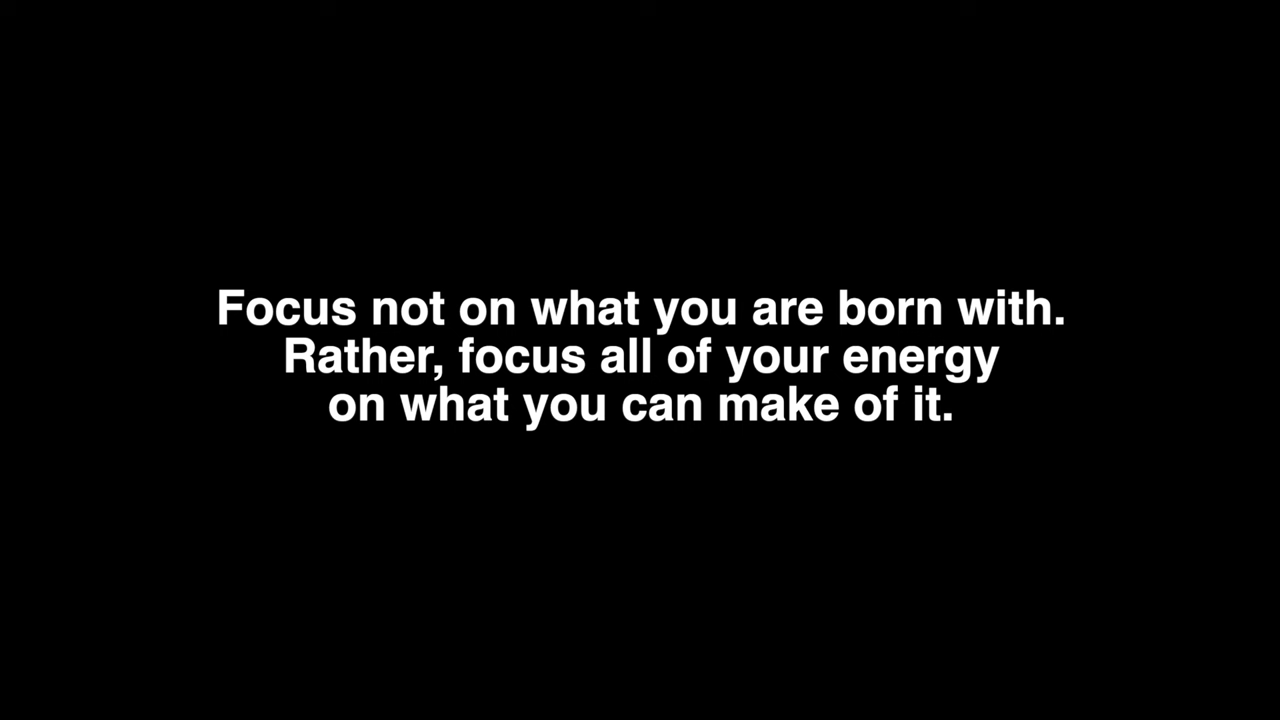 Focus not on what you are born with.
Rather, focus all of your energy
on what you can make of it.